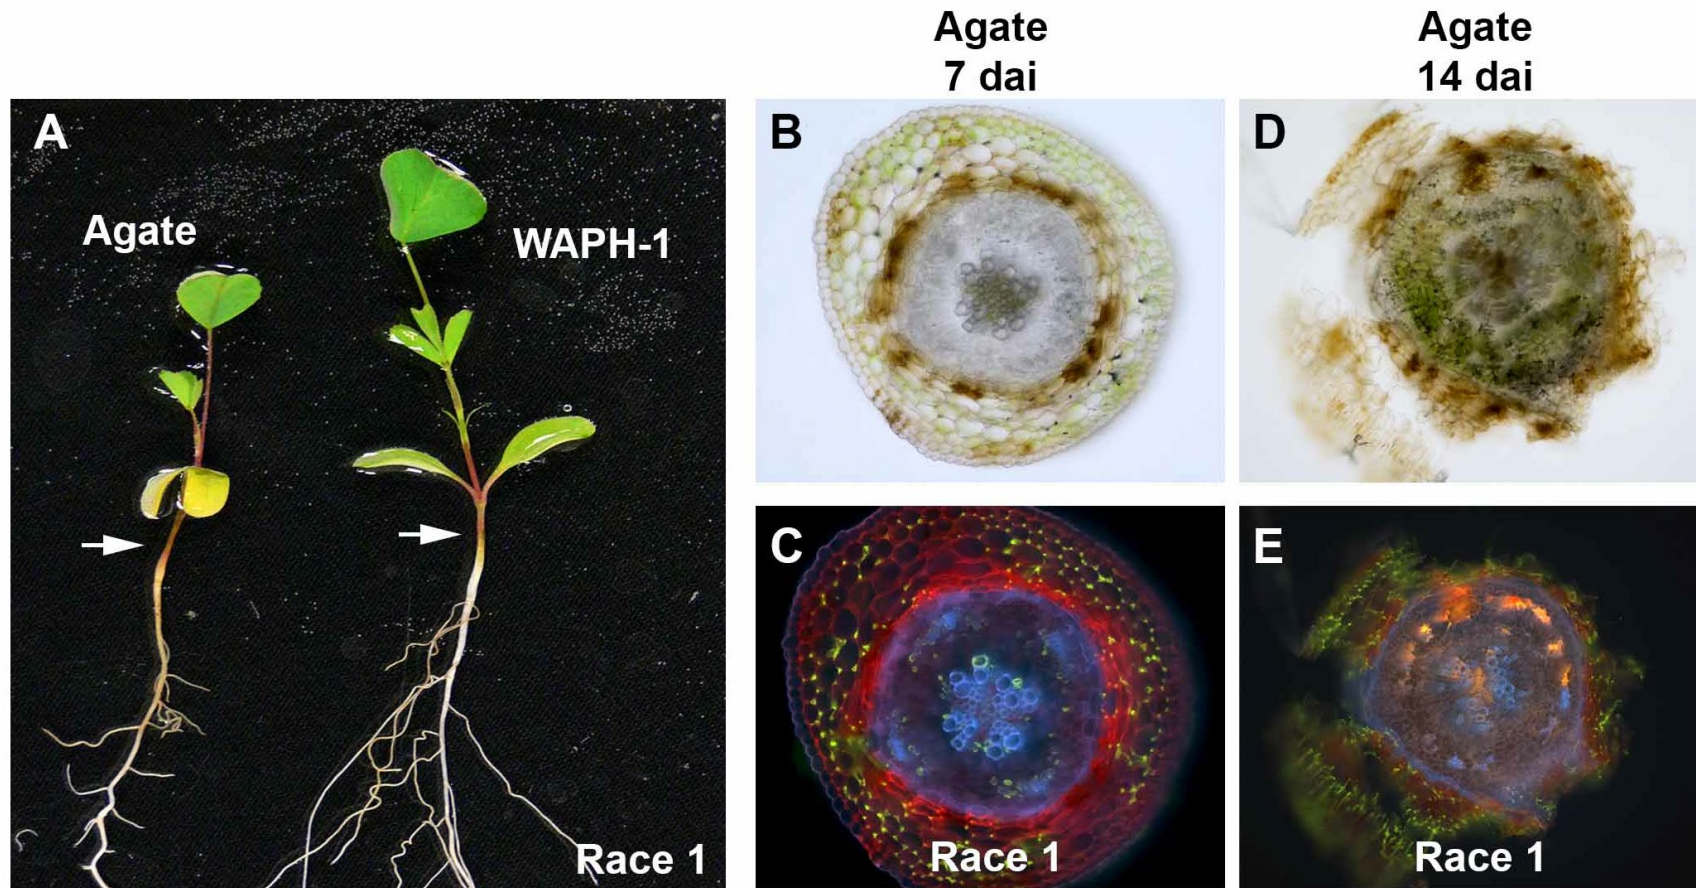 Agate
7 dai
Agate
14 dai
A
Agate
WAPH-1
Race 1
B
D
C
Race 1
E
Race 1